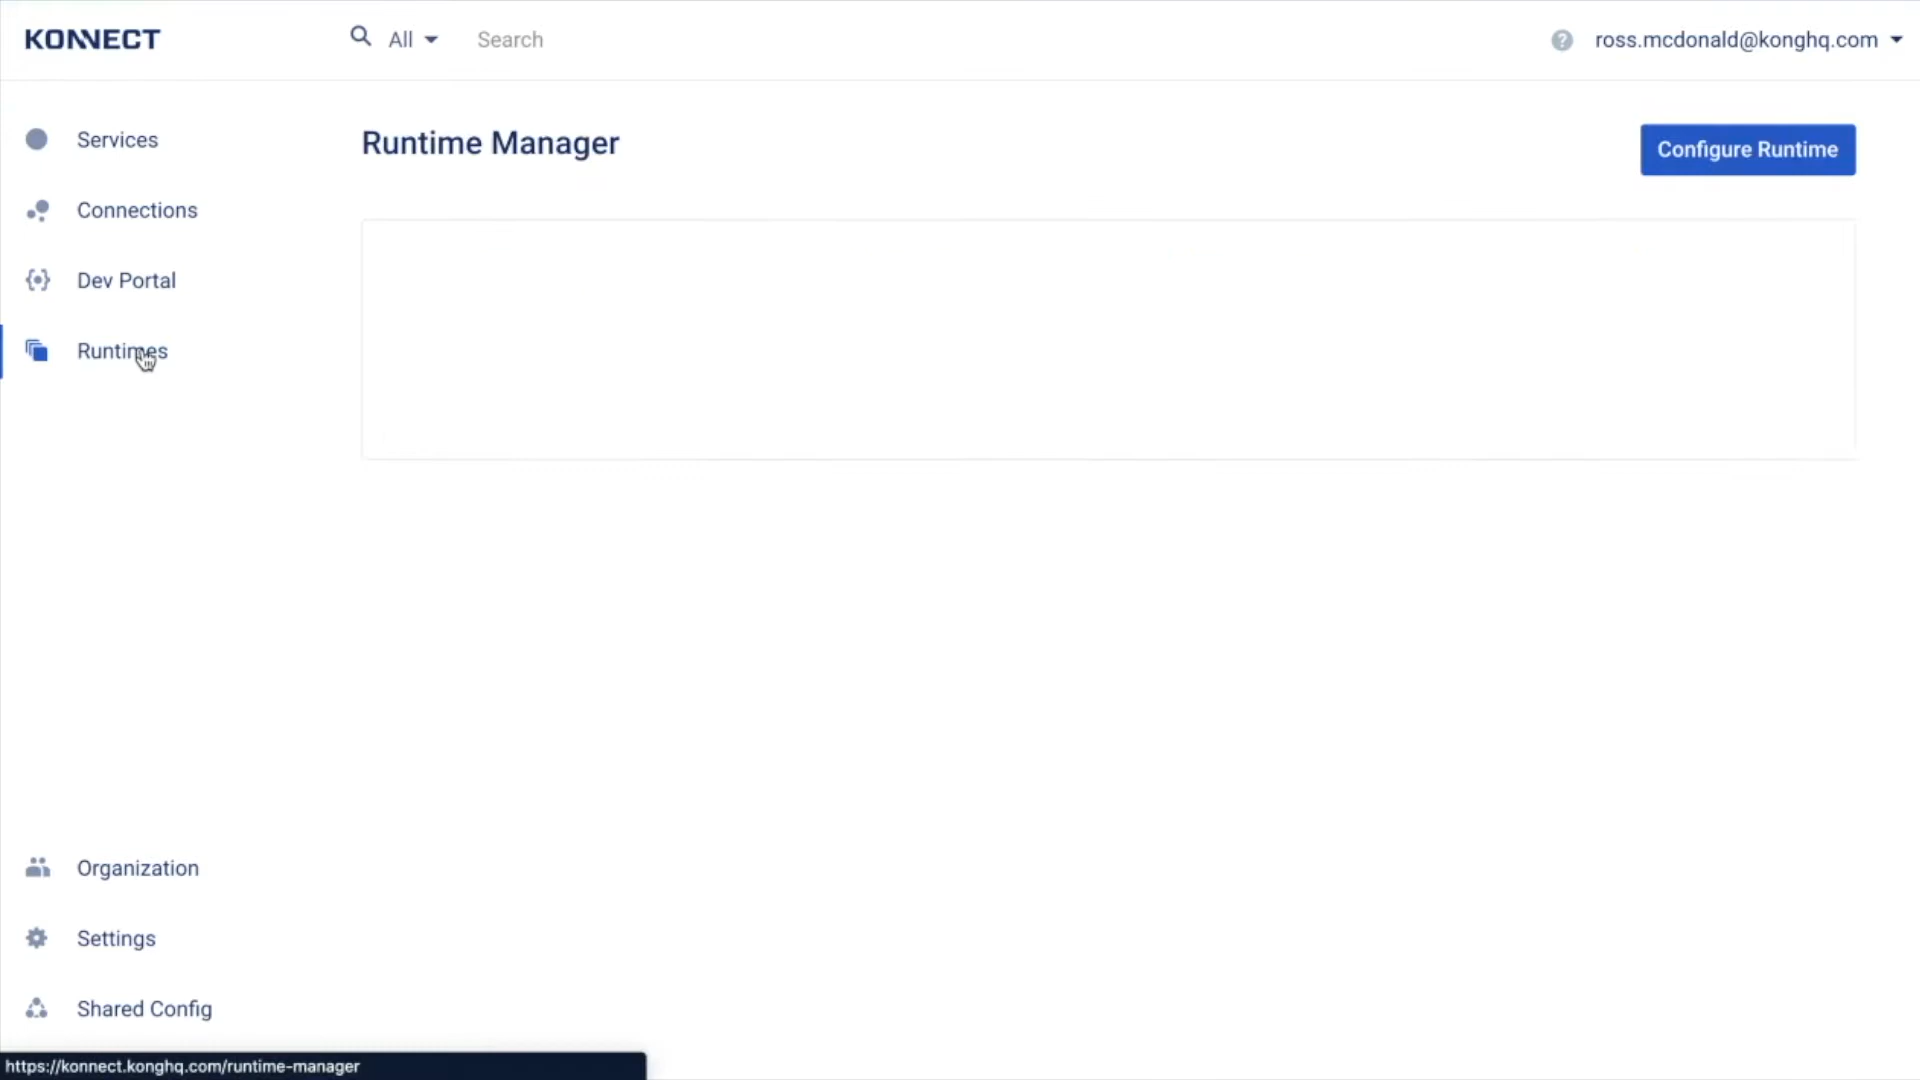 KONNECT
All
Search
?
ross.mcdonald@konghq.com
Services
Connections
Dev Portal
Runtimes
Runtime Manager
Configure Runtime
Organization
Settings
Shared Config
https://konnect.konghq.com/runtime-manager